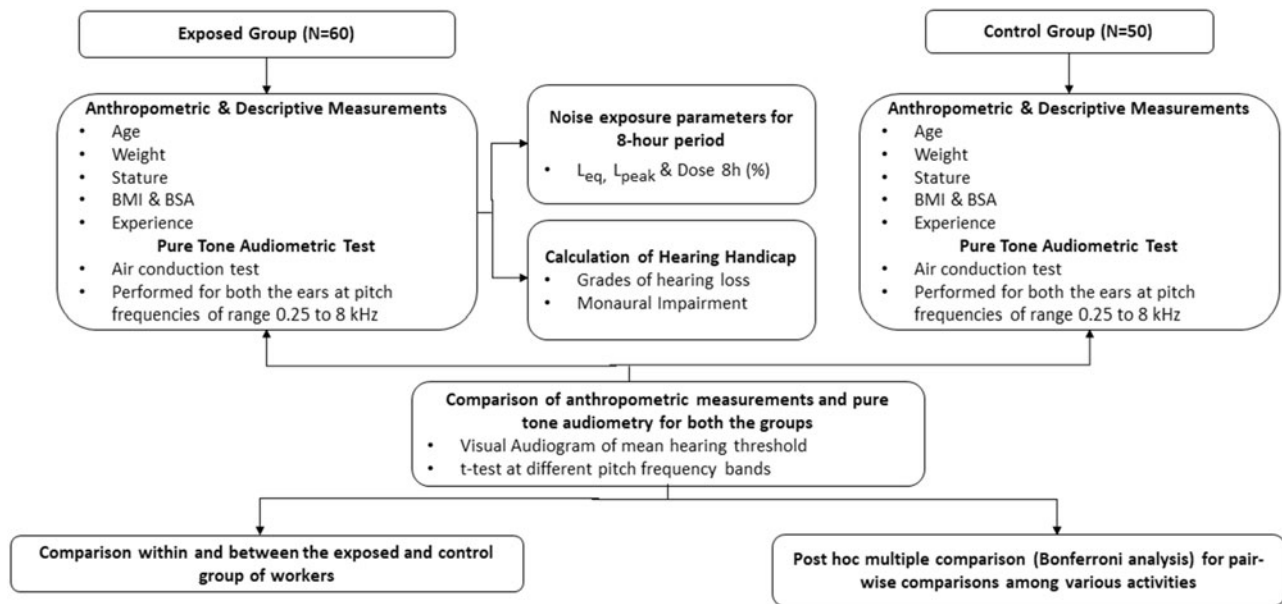 Exposed Group (N=60)
Control Group (N=50)
Anthropometric & Descriptive Measurements
• Age
• Weight
• Stature
• BMI & BSA
• Experience
Pure Tone Audiometric Test
• Air conduction test
• Performed for both the ears at pitch
frequencies of range 0.25 to 8 kHz
Noise exposure parameters for
8-hour period
• Leq, Lpeak & Dose 8h (%)
Calculation of Hearing Handicap
• Grades of hearing loss
• Monaural Impairment
Anthropometric & Descriptive Measurements
• Age
• Weight
• Stature
• BMI & BSA
• Experience
Pure Tone Audiometric Test
• Air conduction test
• Performed for both the ears at pitch
frequencies of range 0.25 to 8 kHz
Comparison of anthropometric measurements and pure
tone audiometry for both the groups
• Visual Audiogram of mean hearing threshold
• t-test at different pitch frequency bands
Comparison within and between the exposed and control
group of workers
Post hoc multiple comparison (Bonferroni analysis) for pair-
wise comparisons among various activities